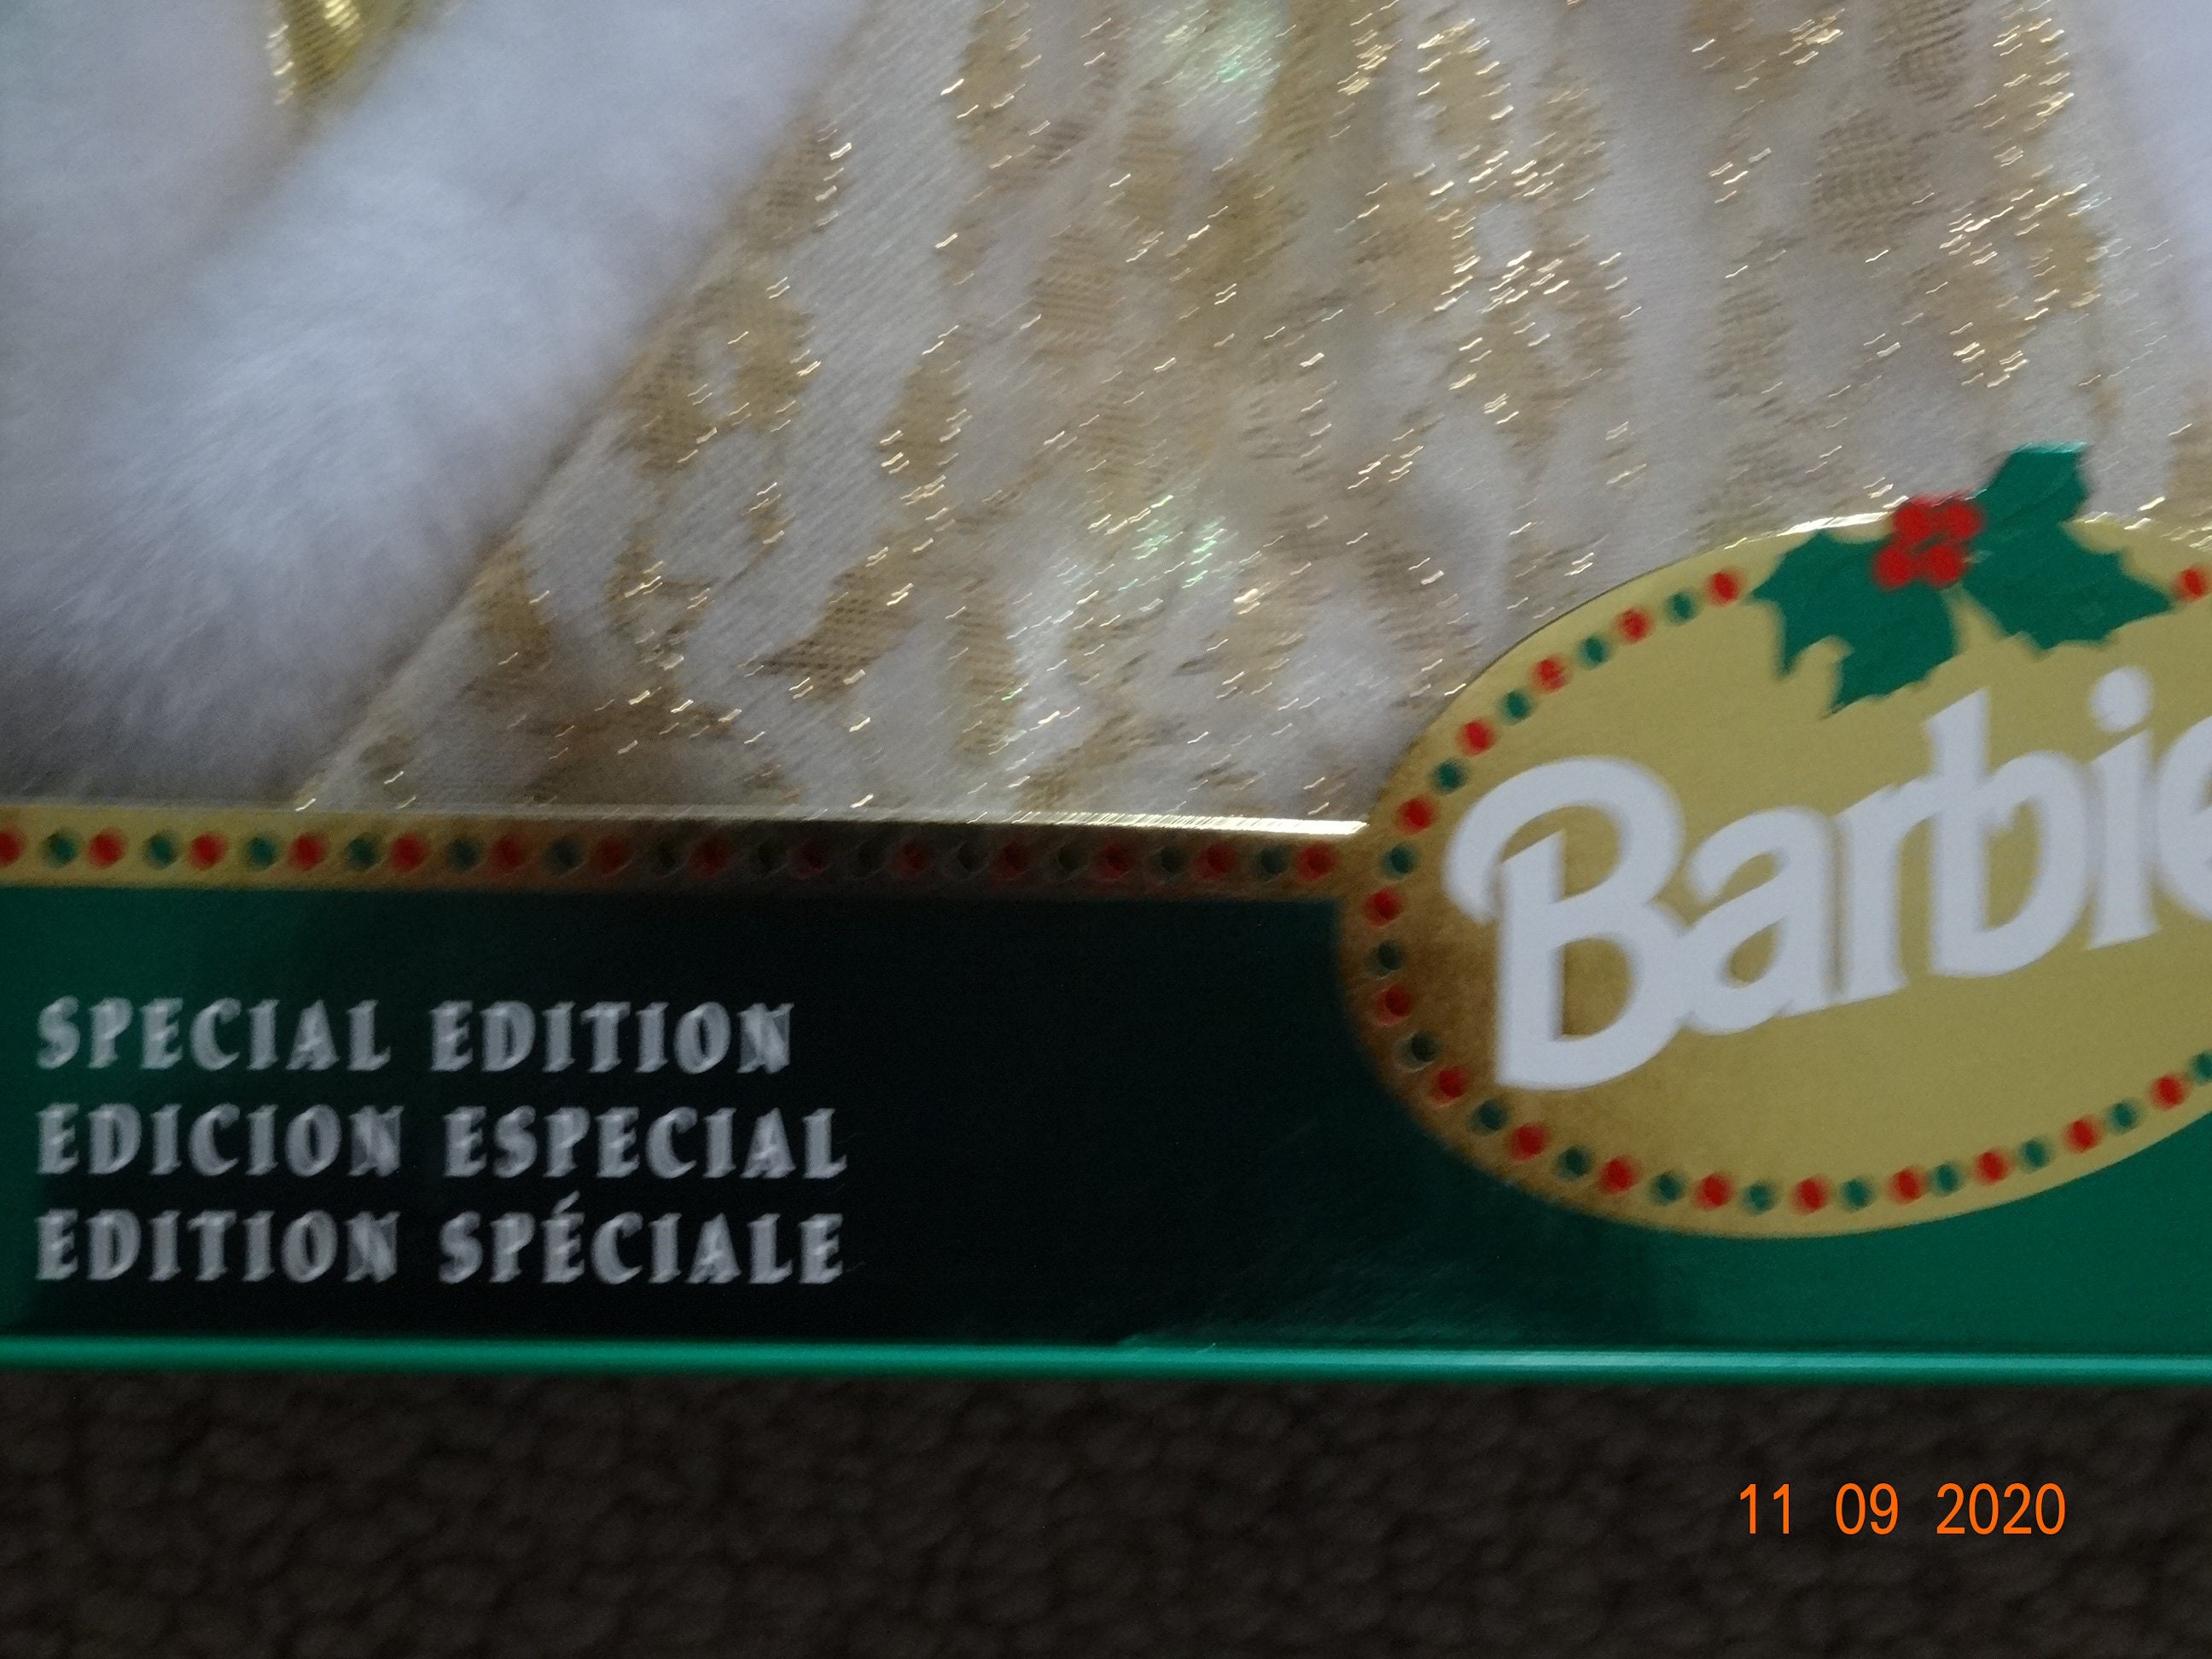 Barbie
SPECIAL EDITION
EDICION ESPECIAL
EDITION SPÉCIALE
11 09 2020